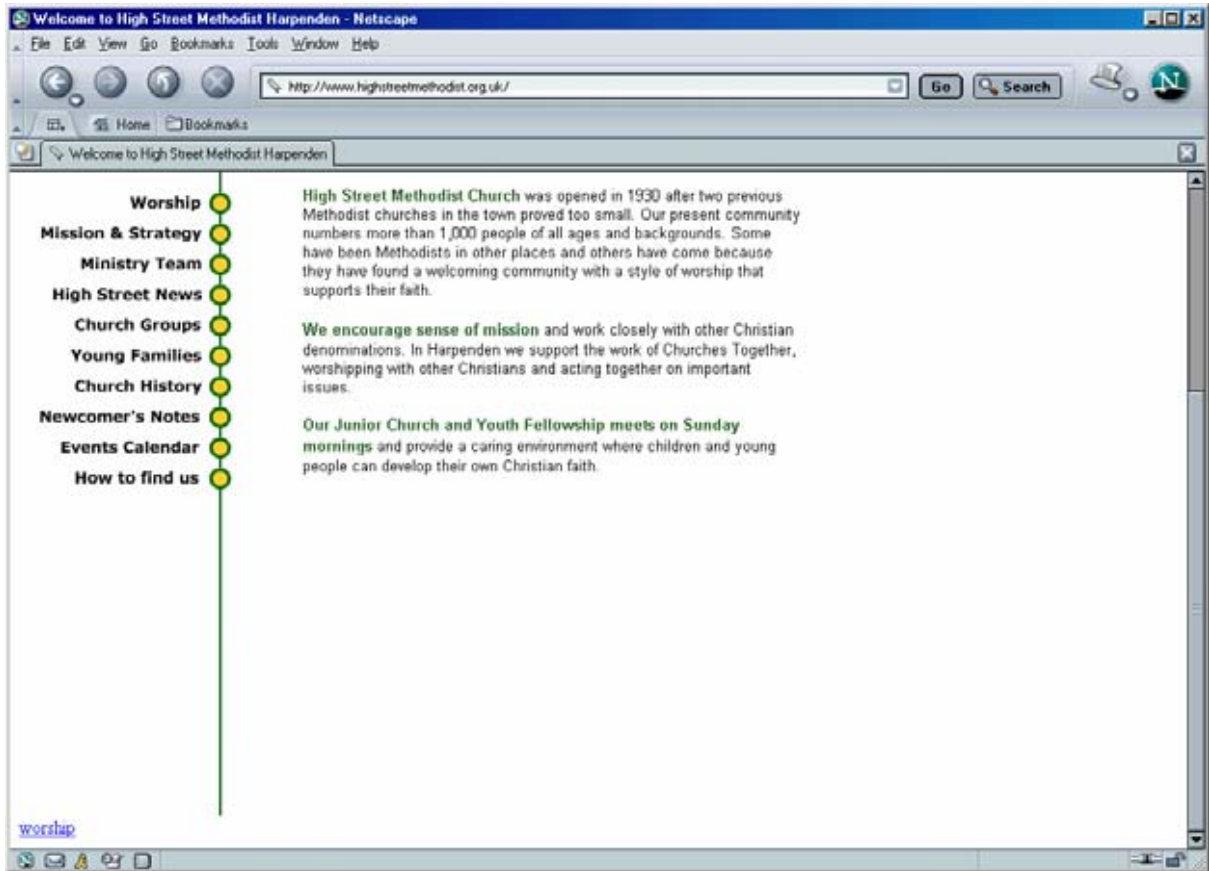 Welcome to High Street Methodist Harpenden - Netscape
File Edit View Go Bookmarks Tools Window Help
http://www.highstreetmethodist.org.uk/
Go
Search
N
Home
Bookmarks
Welcome to High Street Methodist Harpenden
Worship
Mission & Strategy
Ministry Team
High Street News
Church Groups
Young Families
Church History
Newcomer's Notes
Events Calendar
How to find us
High Street Methodist Church was opened in 1930 after two previous
Methodist churches in the town proved too small. Our present community
numbers more than 1,000 people of all ages and backgrounds. Some
have been Methodists in other places and others have come because
they have found a welcoming community with a style of worship that
supports their faith.
We encourage sense of mission and work closely with other Christian
denominations. In Harpenden we support the work of Churches Together,
worshipping with other Christians and acting together on important
issues.
Our Junior Church and Youth Fellowship meets on Sunday
mornings and provide a caring environment where children and young
people can develop their own Christian faith.
worship